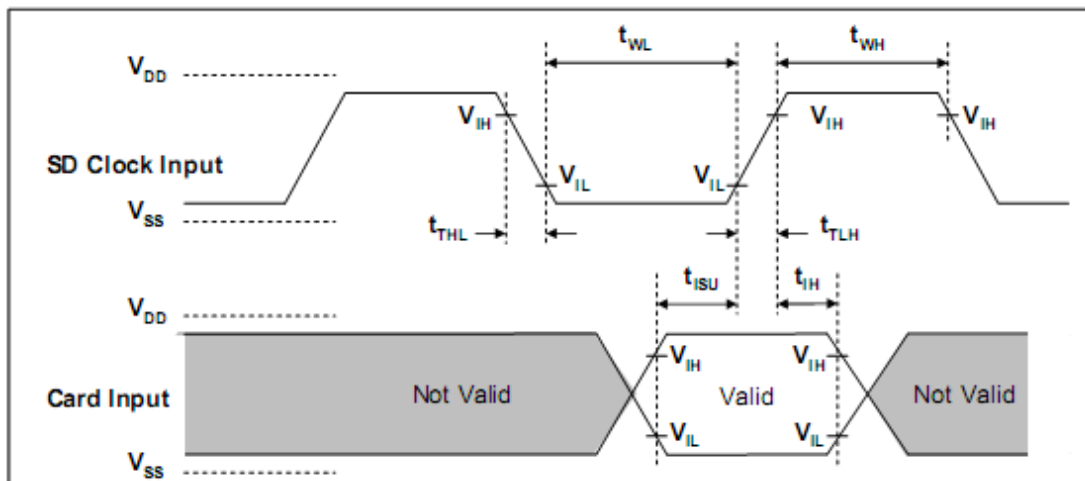 t_WL t_WH
V_DD
V_IH V_IH V_IH
SD Clock Input
V_IL V_IL
V_SS
t_THL t_TLH
t_ISU t_IH
V_DD
V_IH V_IH
Card Input Not Valid Valid Not Valid
V_IL V_IL
V_SS